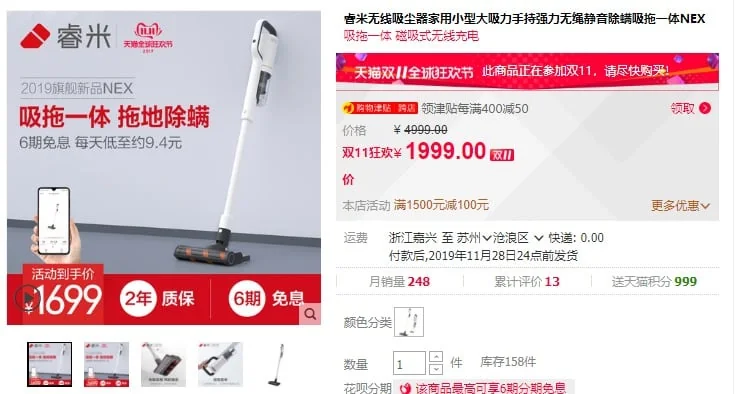 睿米
天猫全球狂欢节
2019
2019旗舰新品NEX
吸拖一体 拖地除螨
6期免息 每天低至约9.4元
活动到手价
¥1699
2年 质保
6期 免息
睿米无线吸尘器家用小型大吸力手持强力无绳静音除螨吸拖一体NEX
吸拖一体 磁吸式无线充电
天猫双11全球狂欢节 此商品正在参加双11，请尽快购买！
购物津贴 跨店 领津贴每满400减50 领取
价格 ¥ 4999.00
双11狂欢价 ¥ 1999.00 双11
本店活动 满1500元减100元 更多优惠
运费 浙江嘉兴 至 苏州 沧浪区 快递: 0.00
付款后,2019年11月28日24点前发货
月销量 248 累计评价 13 送天猫积分 999
颜色分类
数量 1 件 库存158件
花呗分期 该商品最高可享6期分期免息